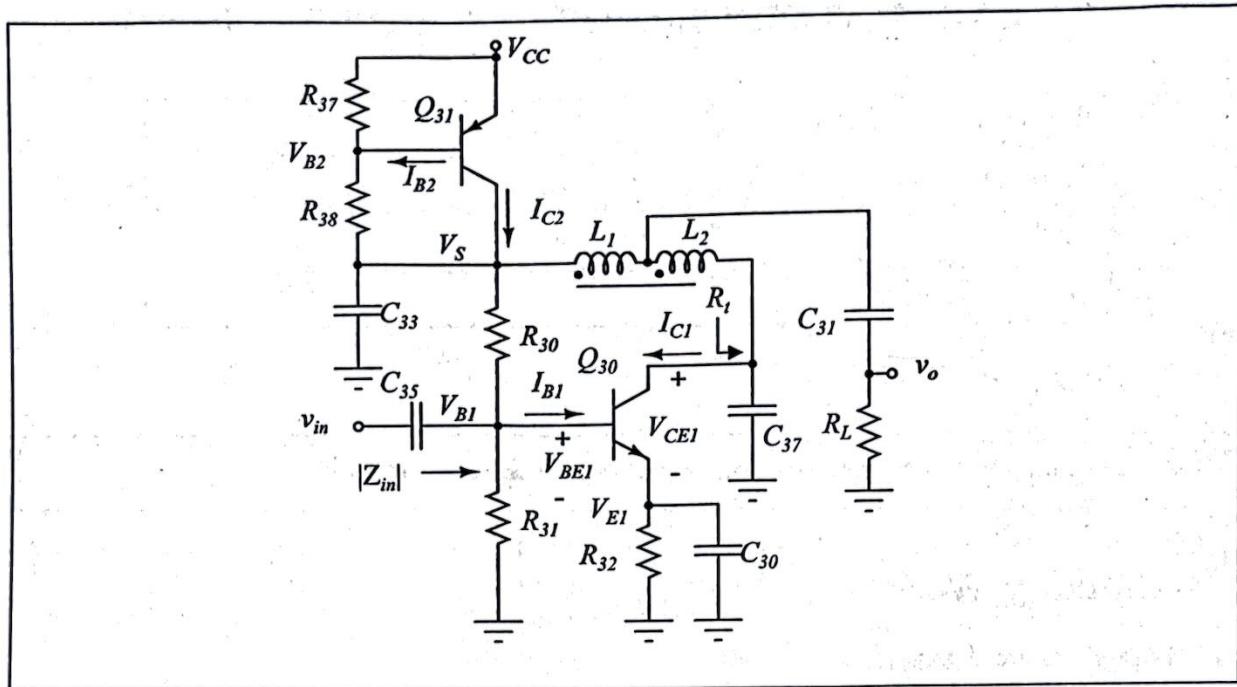 V_CC
R_37
Q_31
V_B2
I_B2
R_38
I_C2
V_S
L_1
L_2
C_33
R_30
R_t
I_C1
C_31
Q_30
C_35
I_B1
+
v_o
V_B1
v_in
+
V_CE1
C_37
R_L
|Z_in|
V_BE1
-
-
V_E1
R_31
R_32
C_30